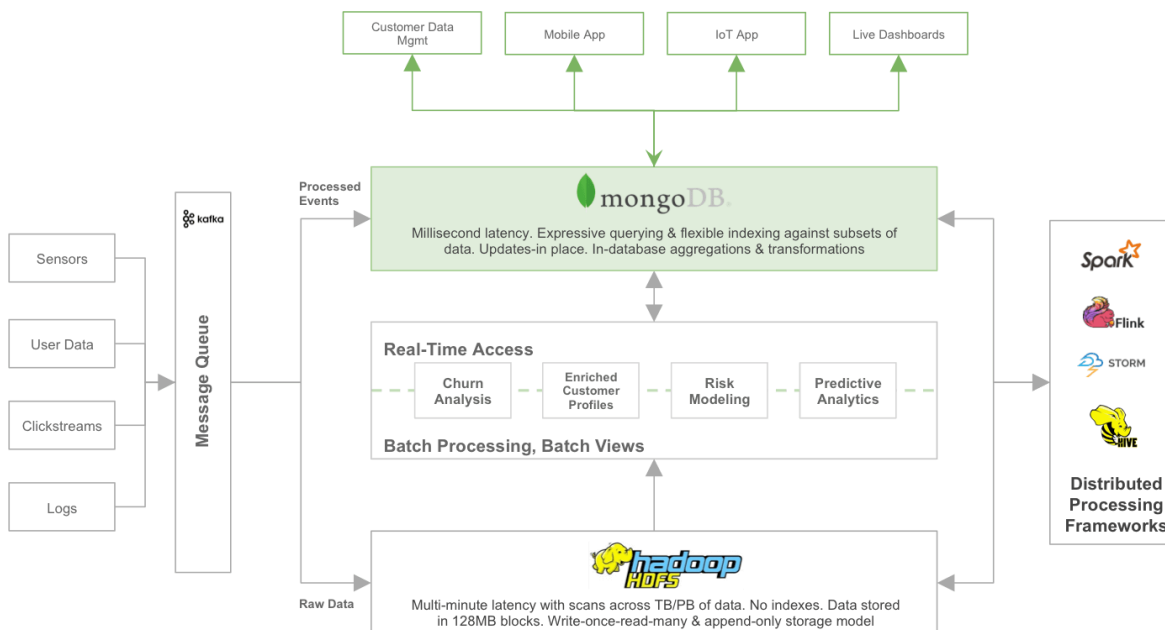 Customer Data
Mgmt
Mobile App
IoT App
Live Dashboards
Processed
Events
mongoDB.
Millisecond latency. Expressive querying & flexible indexing against subsets of
data. Updates-in place. In-database aggregations & transformations
kafka
Message Queue
Sensors
User Data
Clickstreams
Logs
Real-Time Access
Churn
Analysis
Enriched
Customer
Profiles
Risk
Modeling
Predictive
Analytics
Batch Processing, Batch Views
Raw Data
hadoop
HDFS
Multi-minute latency with scans across TB/PB of data. No indexes. Data stored
in 128MB blocks. Write-once-read-many & append-only storage model
Spark
Flink
STORM
HIVE
Distributed
Processing
Frameworks